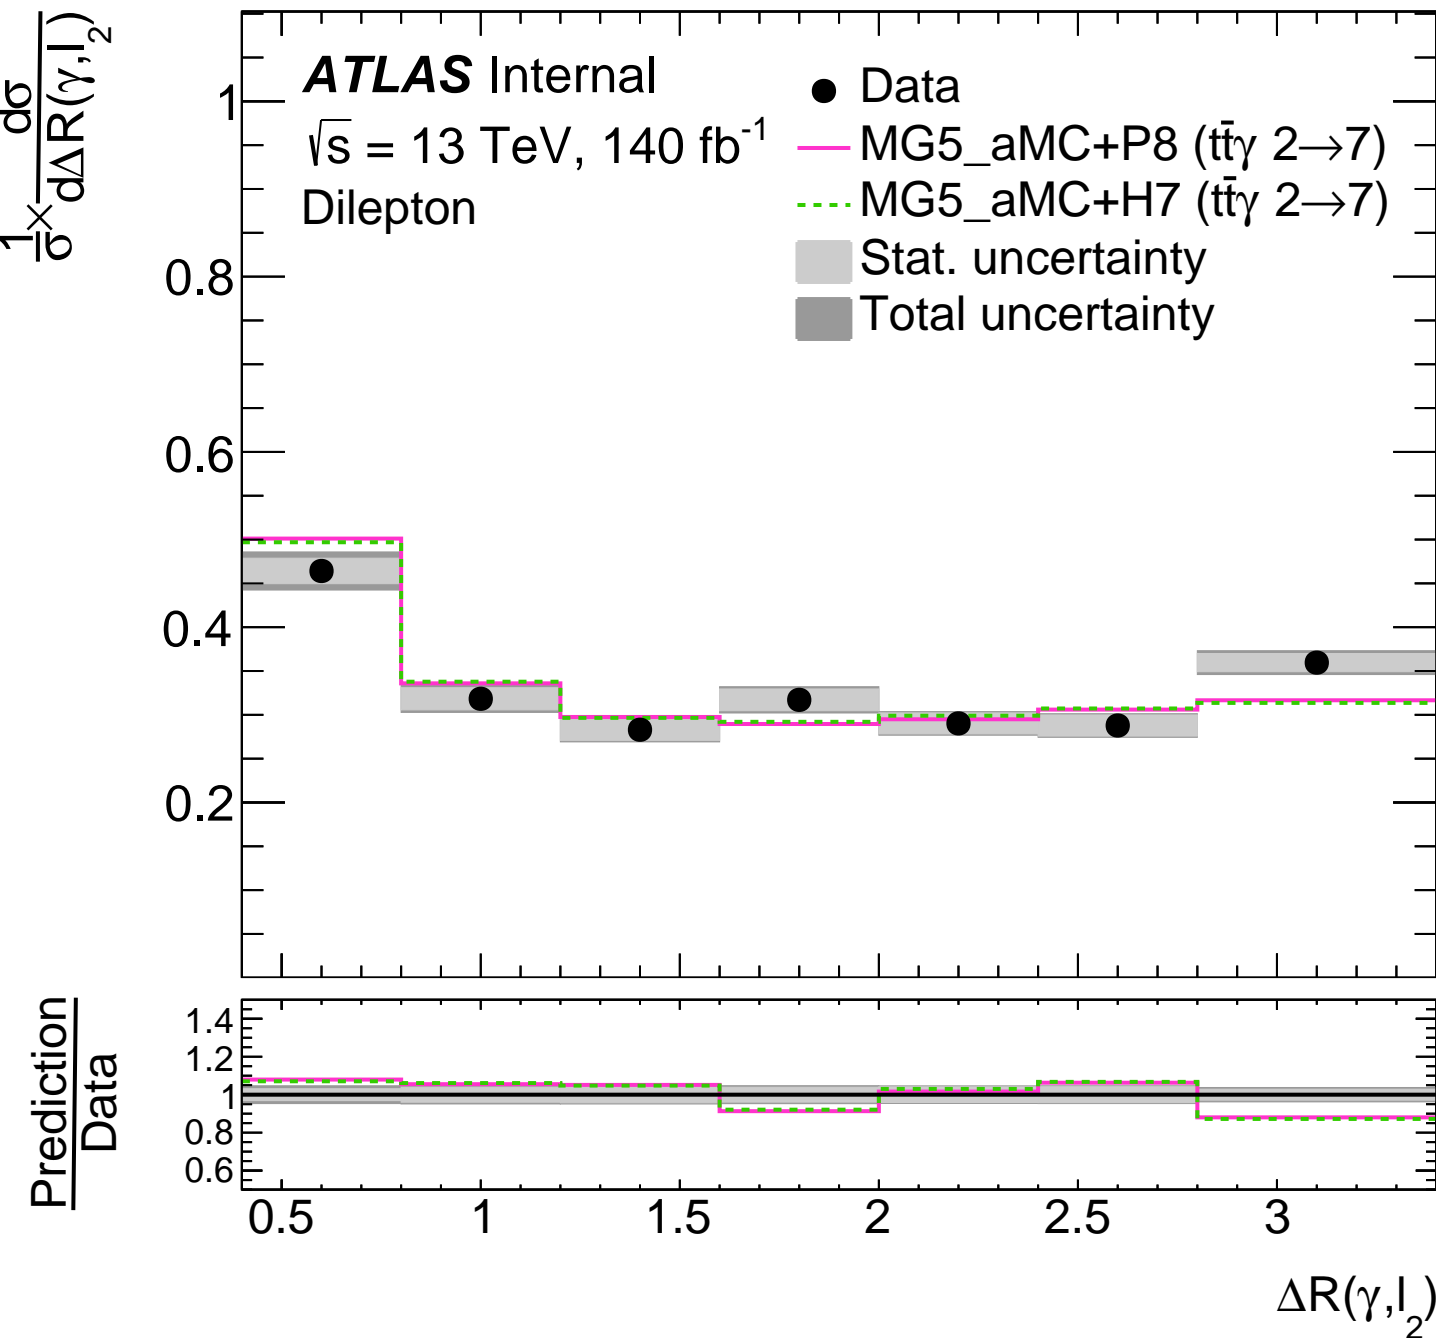 1/σ × dσ/dΔR(γ,l₂)
ATLAS Internal
√s = 13 TeV, 140 fb⁻¹
Dilepton
Data
MG5_aMC+P8 (tt̄γ 2→7)
MG5_aMC+H7 (tt̄γ 2→7)
Stat. uncertainty
Total uncertainty
1
0.8
0.6
0.4
0.2
Prediction
Data
1.4
1.2
1
0.8
0.6
0.5 1 1.5 2 2.5 3
ΔR(γ,l₂)